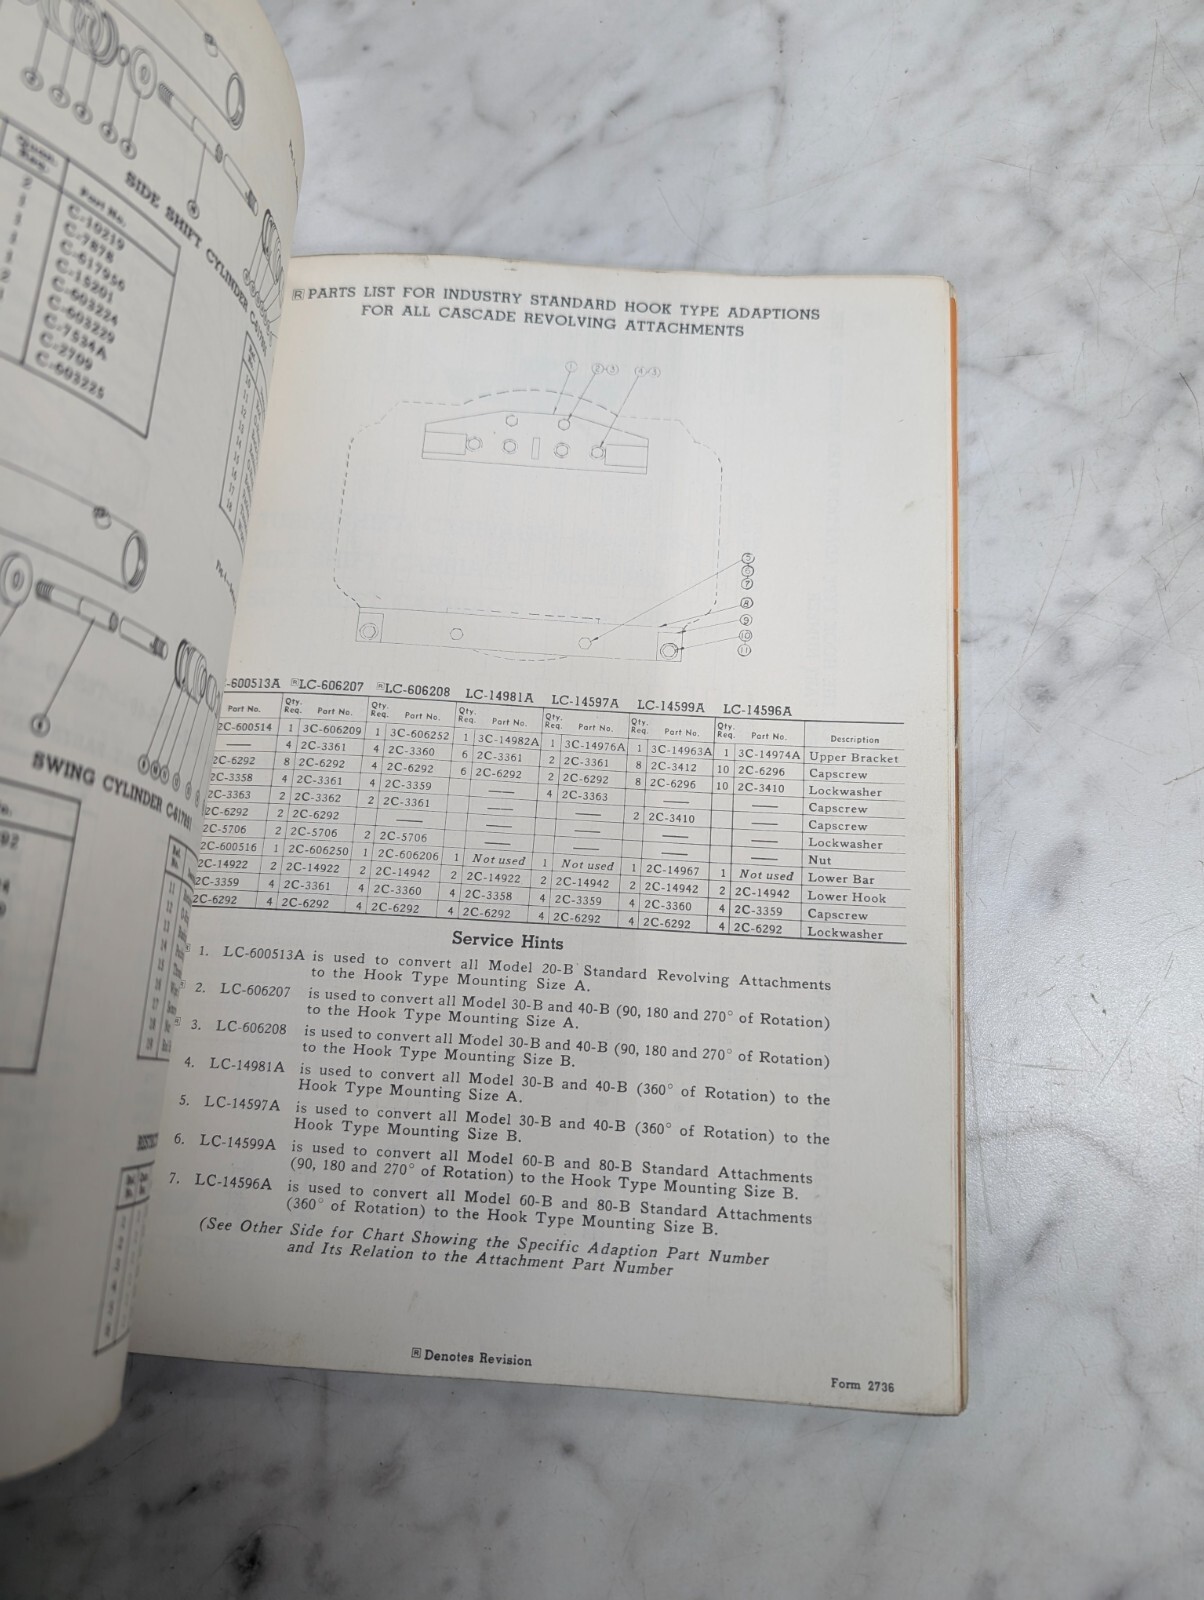 SIDE SHIFT CYLINDER
Quan.
Req.
Part No.
2
C-10219
C-7878
C-617950
C-15201
C-603224
C-603229
C-7534A
C-2709
C-603225
SWING CYLINDER
R PARTS LIST FOR INDUSTRY STANDARD HOOK TYPE ADAPTIONS
FOR ALL CASCADE REVOLVING ATTACHMENTS
1 2-3 4-3
5
6
7
8
9
10
11
-600513A R LC-606207 R LC-606208 LC-14981A LC-14597A LC-14599A LC-14596A
Part No. Qty. Req. Part No. Qty. Req. Part No. Qty. Req. Part No. Qty. Req. Part No. Qty. Req. Part No. Qty. Req. Part No. Description
2C-600514 1 3C-606209 1 3C-606252 1 3C-14982A 1 3C-14976A 1 3C-14963A 1 3C-14974A Upper Bracket
—— 4 2C-3361 4 2C-3360 6 2C-3361 2 2C-3361 8 2C-3412 10 2C-6296 Capscrew
2C-6292 8 2C-6292 4 2C-6292 6 2C-6292 2 2C-6292 8 2C-6296 10 2C-3410 Lockwasher
2C-3358 4 2C-3361 4 2C-3359 —— 4 2C-3363 —— —— Capscrew
2C-3363 2 2C-3362 2 2C-3361 —— —— 2 2C-3410 —— Capscrew
2C-6292 2 2C-6292 —— —— —— —— —— Lockwasher
2C-5706 2 2C-5706 2 2C-5706 —— —— —— —— Nut
2C-600516 1 2C-606250 1 2C-606206 1 Not used 1 Not used 1 2C-14967 1 Not used Lower Bar
2C-14922 2 2C-14922 2 2C-14942 2 2C-14922 2 2C-14942 2 2C-14942 2 2C-14942 Lower Hook
2C-3359 4 2C-3361 4 2C-3360 4 2C-3358 4 2C-3359 4 2C-3360 4 2C-3359 Capscrew
2C-6292 4 2C-6292 4 2C-6292 4 2C-6292 4 2C-6292 4 2C-6292 4 2C-6292 Lockwasher
Service Hints
R 1. LC-600513A is used to convert all Model 20-B Standard Revolving Attachments
to the Hook Type Mounting Size A.
R 2. LC-606207 is used to convert all Model 30-B and 40-B (90, 180 and 270° of Rotation)
to the Hook Type Mounting Size A.
R 3. LC-606208 is used to convert all Model 30-B and 40-B (90, 180 and 270° of Rotation)
to the Hook Type Mounting Size B.
4. LC-14981A is used to convert all Model 30-B and 40-B (360° of Rotation) to the
Hook Type Mounting Size A.
5. LC-14597A is used to convert all Model 30-B and 40-B (360° of Rotation) to the
Hook Type Mounting Size B.
6. LC-14599A is used to convert all Model 60-B and 80-B Standard Attachments
(90, 180 and 270° of Rotation) to the Hook Type Mounting Size B.
7. LC-14596A is used to convert all Model 60-B and 80-B Standard Attachments
(360° of Rotation) to the Hook Type Mounting Size B.
(See Other Side for Chart Showing the Specific Adaption Part Number
and Its Relation to the Attachment Part Number
R Denotes Revision
Form 2736